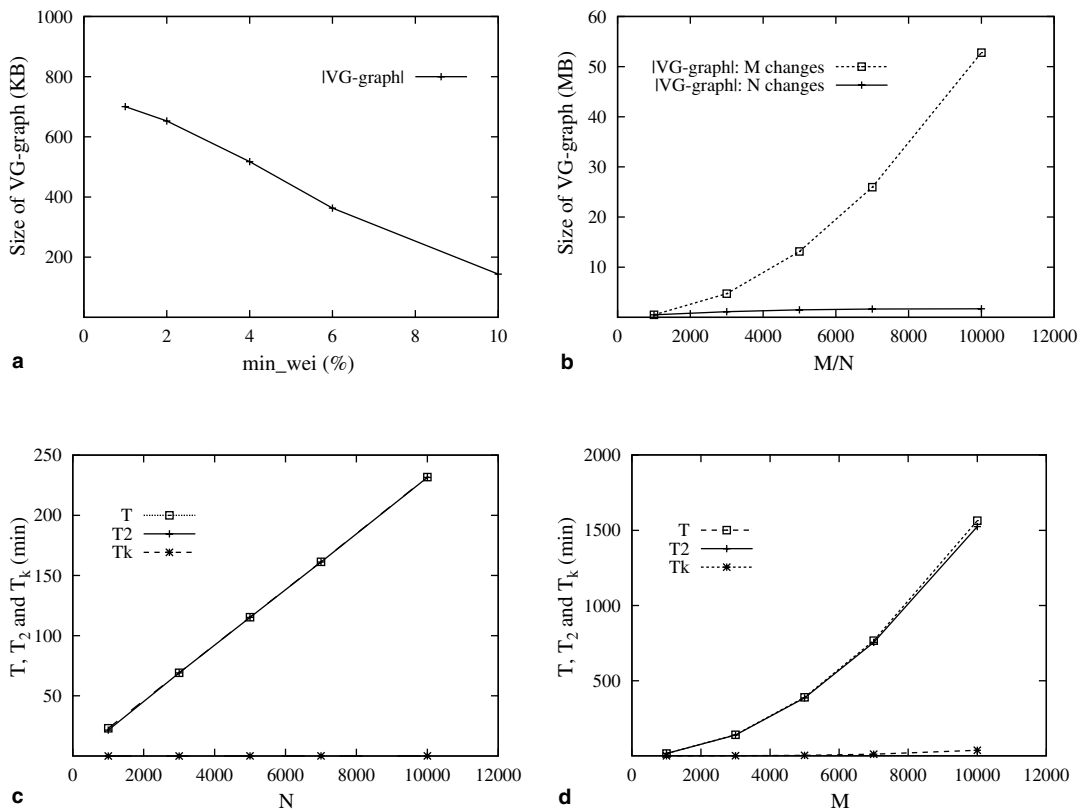 1000
800
600
400
200
0
2
4
6
8
10
Size of VG-graph (KB)
|VG-graph|
min_wei (%)
a
60
50
40
30
20
10
0
2000
4000
6000
8000
10000
12000
Size of VG-graph (MB)
|VG-graph|: M changes
|VG-graph|: N changes
M/N
b
250
200
150
100
50
0
2000
4000
6000
8000
10000
12000
T, T2 and Tk (min)
T
T2
Tk
N
c
2000
1500
1000
500
0
2000
4000
6000
8000
10000
12000
T, T2 and Tk (min)
T
T2
Tk
M
d